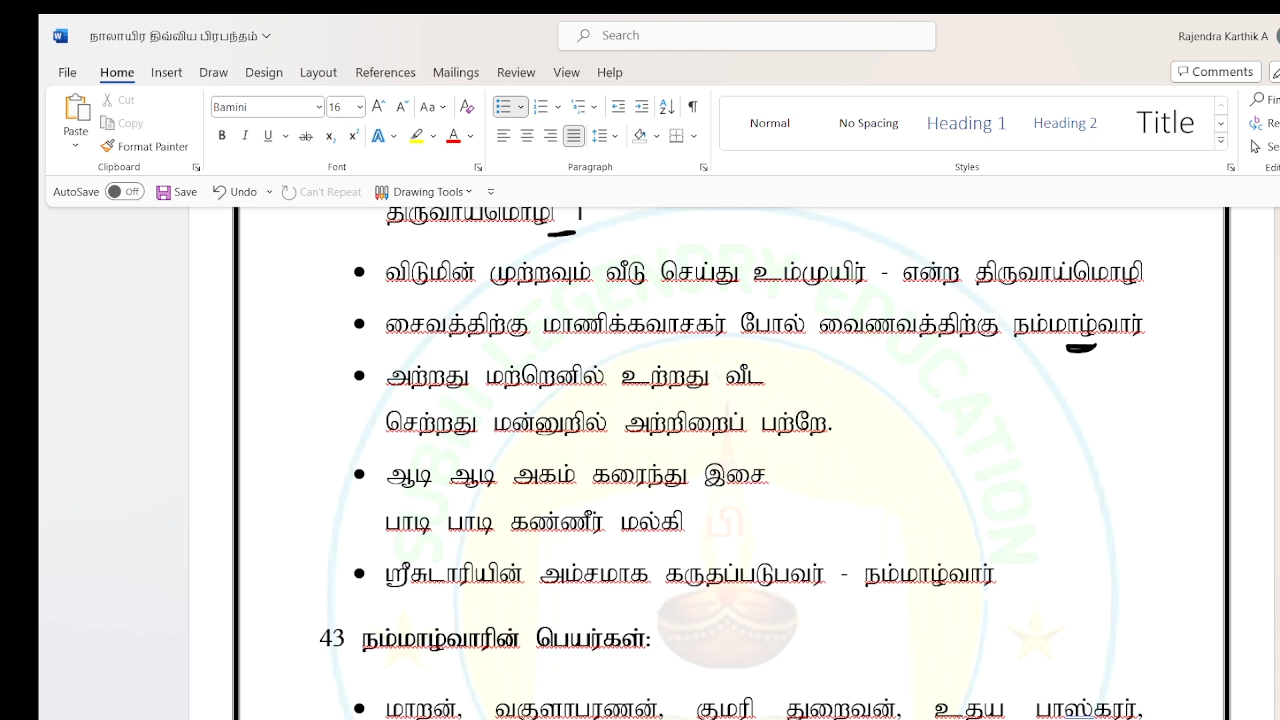 நாலாயிர திவ்விய பிரபந்தம்
Search
Rajendra Karthik A
File Home Insert Draw Design Layout References Mailings Review View Help
Comments
Paste
Cut
Copy
Format Painter
Clipboard
Bamini 16
Font
Paragraph
Normal No Spacing Heading 1 Heading 2 Title
Styles
AutoSave Off Save Undo Can't Repeat Drawing Tools
திருவாய்மொழி
விடுமின் முற்றவும் வீடு செய்து உம்முயிர் - என்ற திருவாய்மொழி
சைவத்திற்கு மாணிக்கவாசகர் போல் வைணவத்திற்கு நம்மாழ்வார்
அற்றது மற்றெனில் உற்றது வீட
செற்றது மன்னுறில் அற்றிறைப் பற்றே.
ஆடி ஆடி அகம் கரைந்து இசை
பாடி பாடி கண்ணீர் மல்கி
ஸ்ரீசுடாரியின் அம்சமாக கருதப்படுபவர் - நம்மாழ்வார்
43 நம்மாழ்வாரின் பெயர்கள்:
மாறன், வகுளாபரணன், குமரி துறைவன், உதய பாஸ்கரர்,